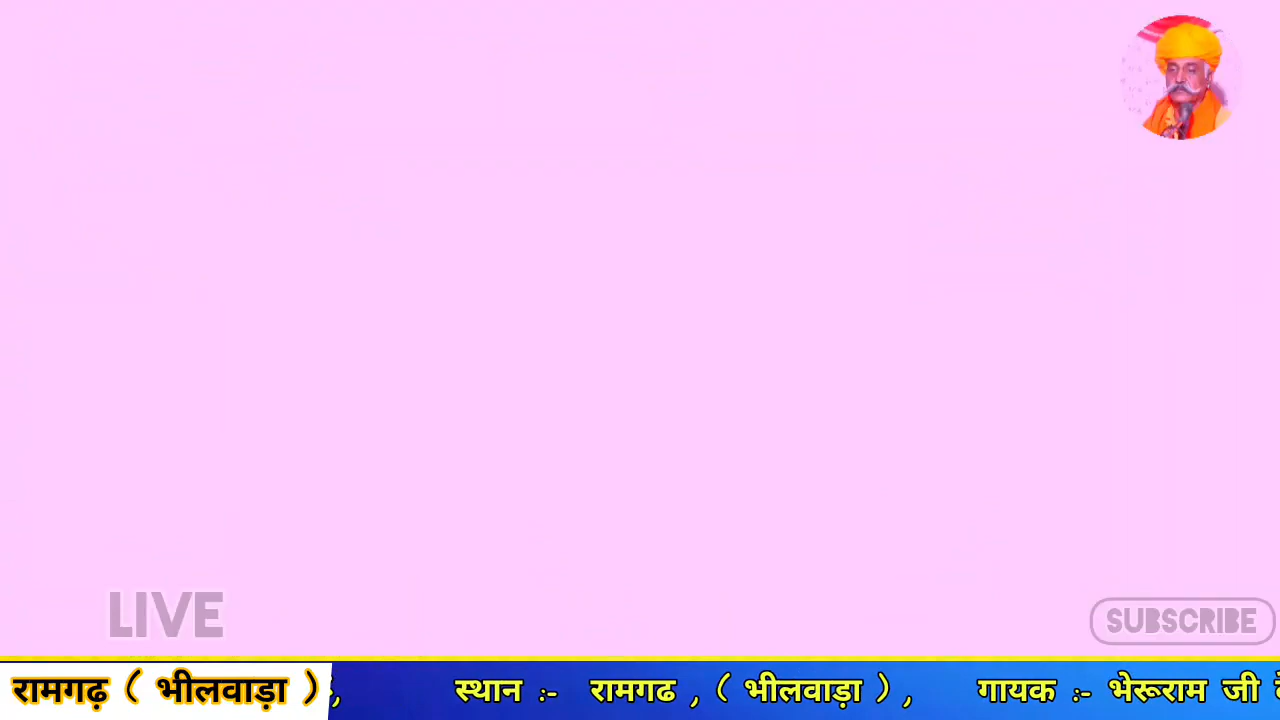 LIVE
SUBSCRIBE
रामगढ़ ( भीलवाड़ा ) , स्थान :- रामगढ , ( भीलवाड़ा ) , गायक :- भेरूराम जी